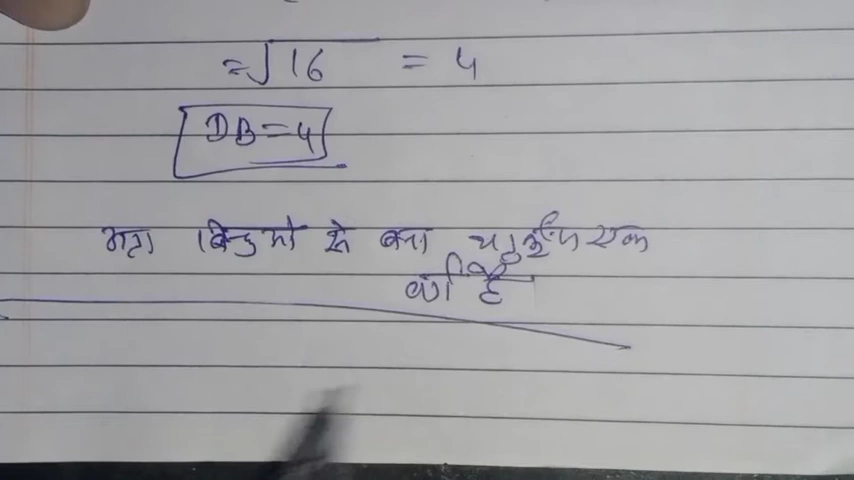 = √16 = 4
DB = 4
अतः बिन्दुओ से बना चतुर्भुज एक
वर्ग है